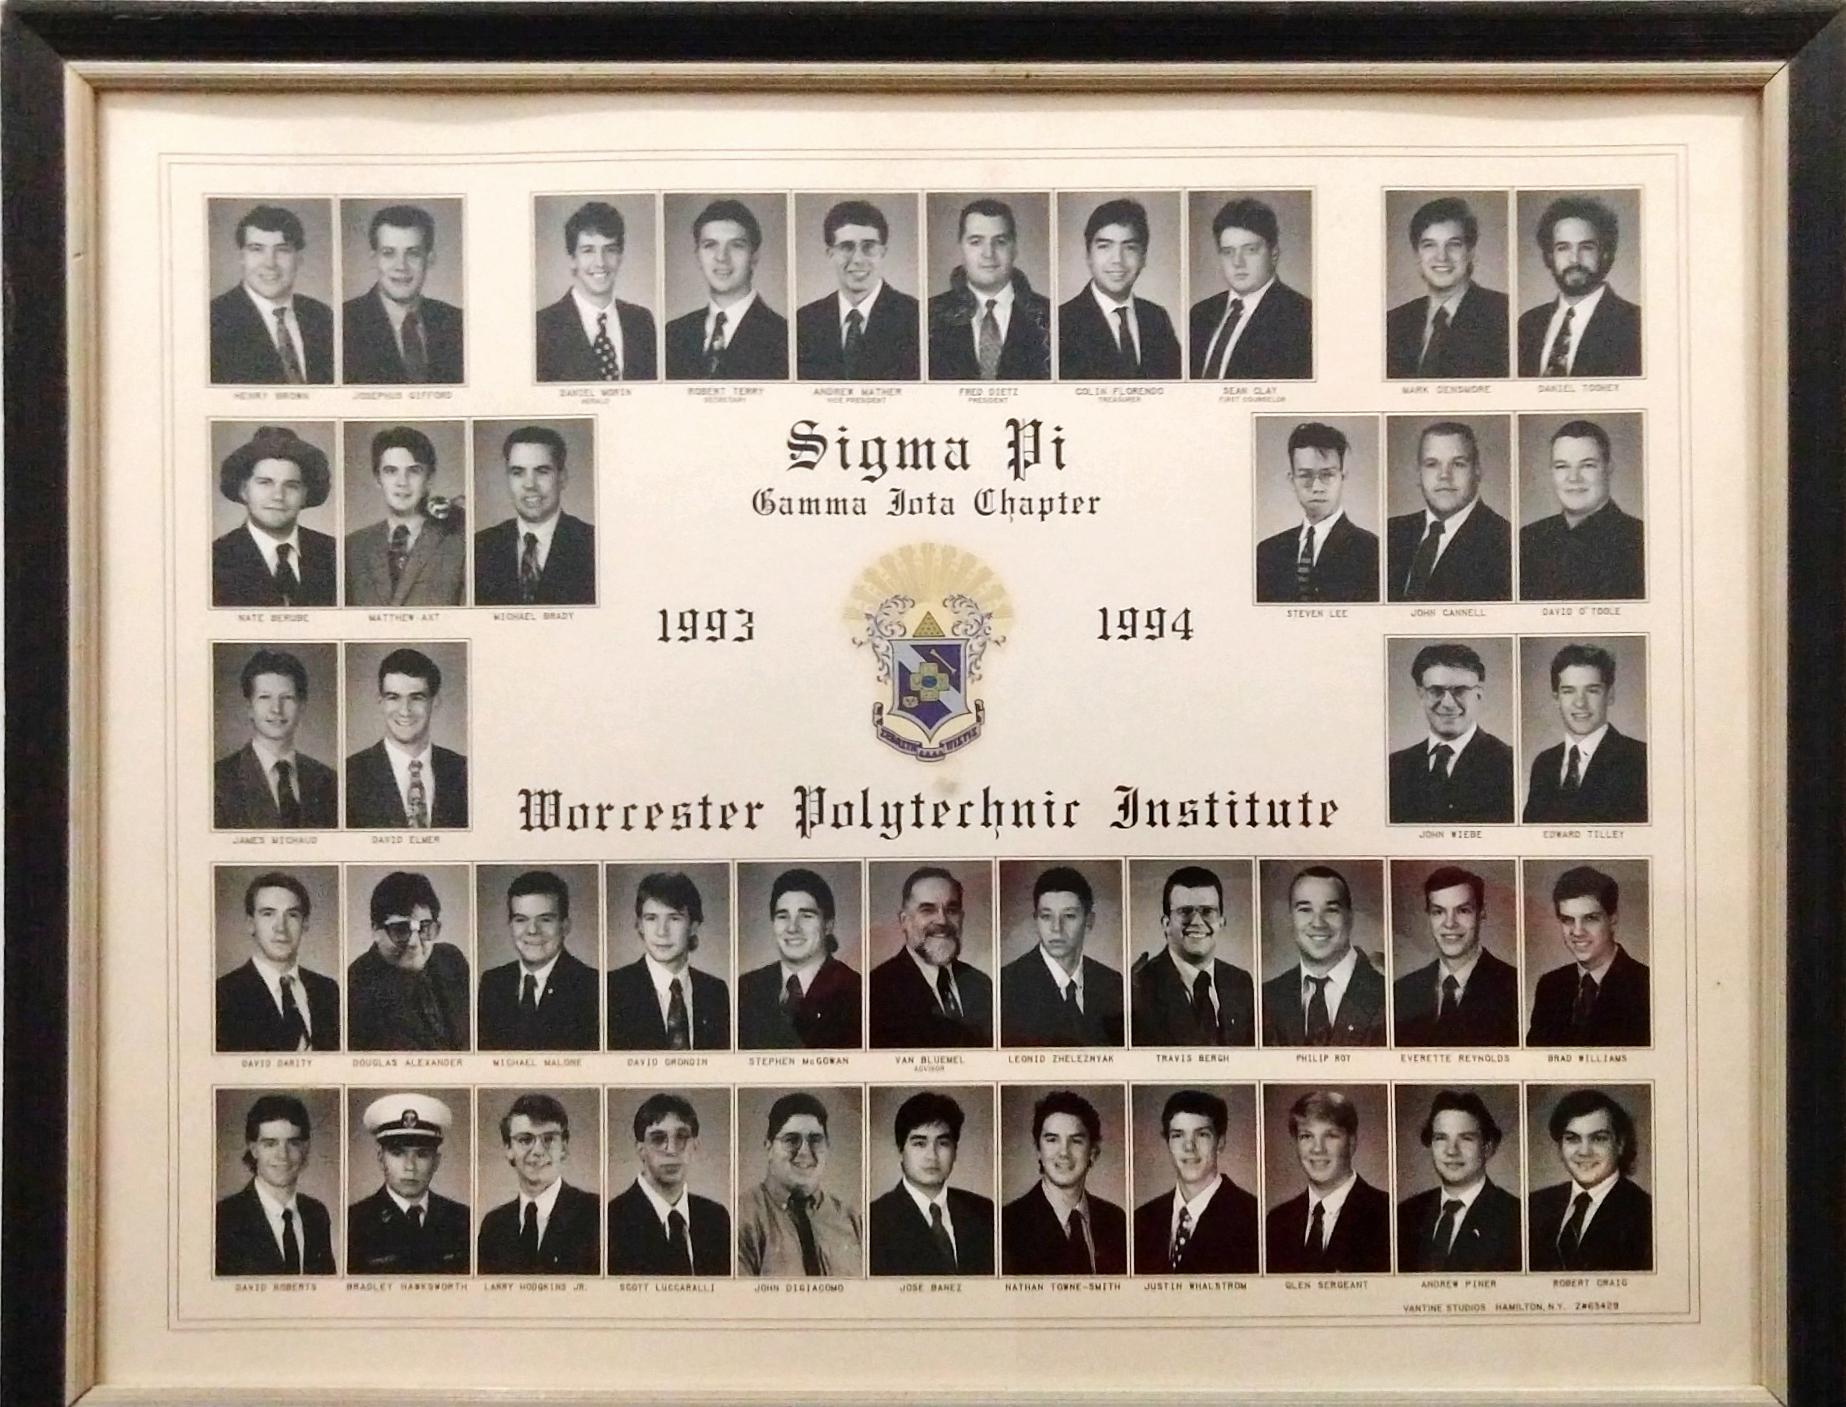 HENRY BROWN JOSEPHUS GIFFORD DANIEL MORIN ROBERT TERRY ANDREW MATHER FRED DIETZ COLIN FLORENDO SEAN CLAY MARK DENSMORE DANIEL TOOHEY
HERALD SECRETARY VICE PRESIDENT PRESIDENT TREASURER FIRST COUNSELOR
Sigma Pi
Gamma Iota Chapter
NATE BERUBE MATTHEW AXT MICHAEL BRADY STEVEN LEE JOHN CANNELL DAVID O'TOOLE
1993 1994
Worcester Polytechnic Institute
JAMES MICHAUD DAVID ELMER JOHN WIEBE EDWARD TILLEY
DAVID GARITY DOUGLAS ALEXANDER MICHAEL MALONE DAVID GRONDIN STEPHEN McGOWAN VAN BLUEMEL LEONID ZHELEZNYAK TRAVIS BERGH PHILIP ROY EVERETTE REYNOLDS BRAD WILLIAMS
ADVISOR
DAVID ROBERTS BRADLEY HAWKSWORTH LARRY HODGKINS JR. SCOTT LUCCARALLI JOHN DIGIACOMO JOSE BANEZ NATHAN TOWNE-SMITH JUSTIN WHALSTROM GLEN SERGEANT ANDREW PINER ROBERT CRAIG
VANTINE STUDIOS HAMILTON, N.Y. Z#65429